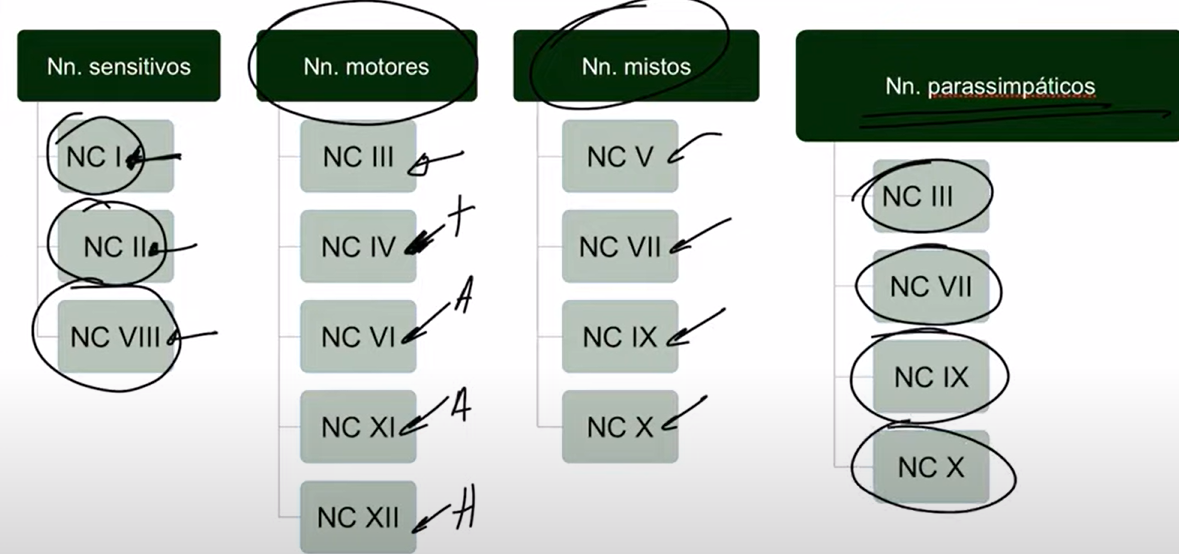 Nn. sensitivos
NC I
NC II
NC VIII
Nn. motores
NC III
NC IV
NC VI
A
NC XI
A
NC XII
H
Nn. mistos
NC V
NC VII
NC IX
NC X
Nn. parassimpáticos
NC III
NC VII
NC IX
NC X